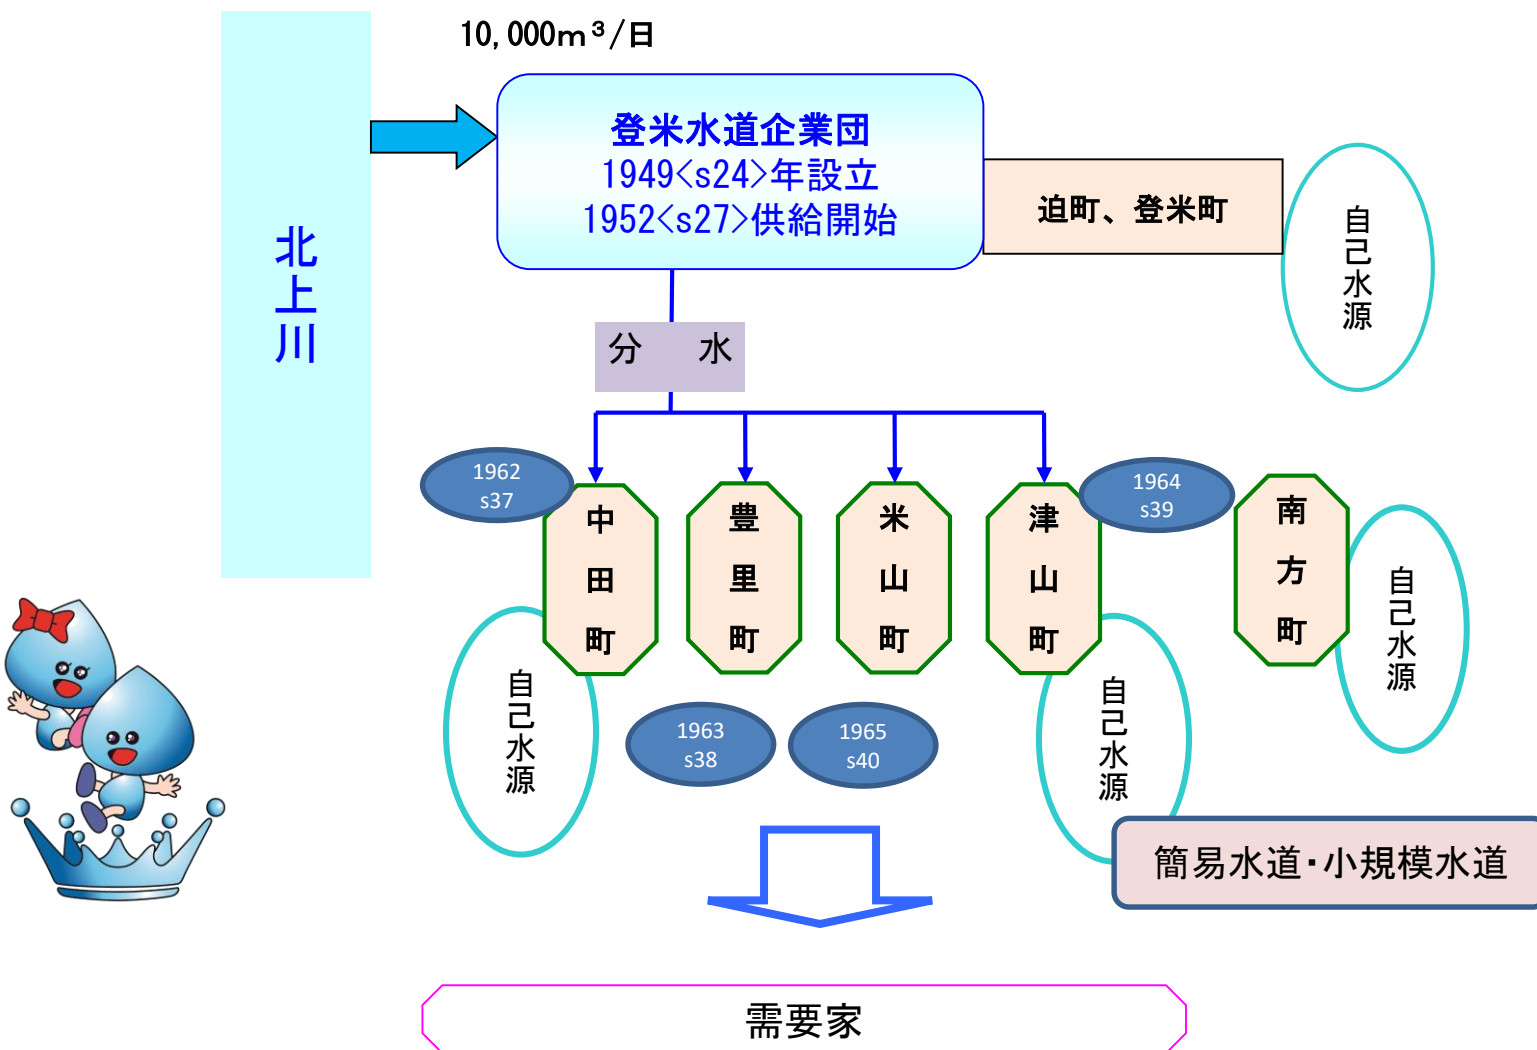 10,000ｍ³/日
登米水道企業団
1949<s24>年設立
1952<s27>供給開始
迫町、登米町
自己水源
北上川
分　水
1962
s37
中田町
豊里町
米山町
津山町
1964
s39
南方町
自己水源
自己水源
1963
s38
1965
s40
自己水源
簡易水道・小規模水道
需要家